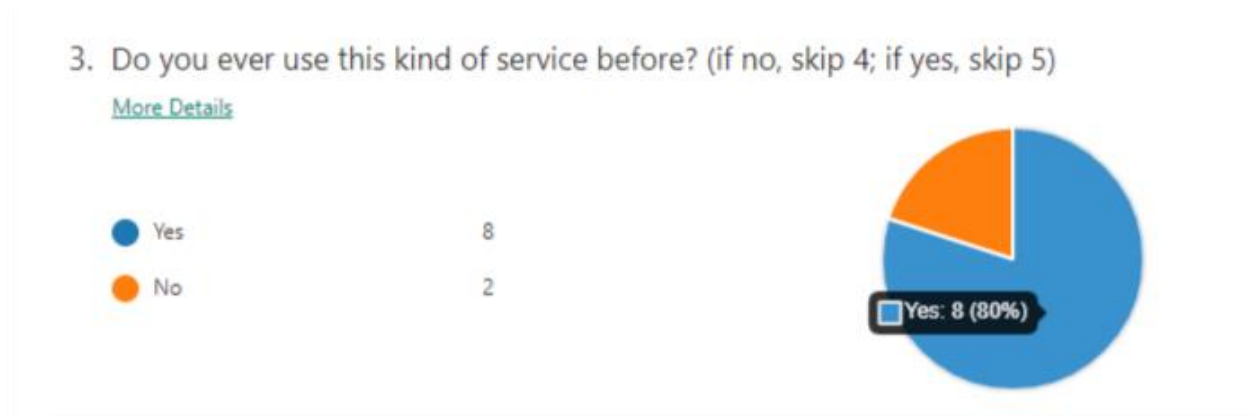 3. Do you ever use this kind of service before? (if no, skip 4; if yes, skip 5)
More Details
Yes 8
No 2
Yes: 8 (80%)